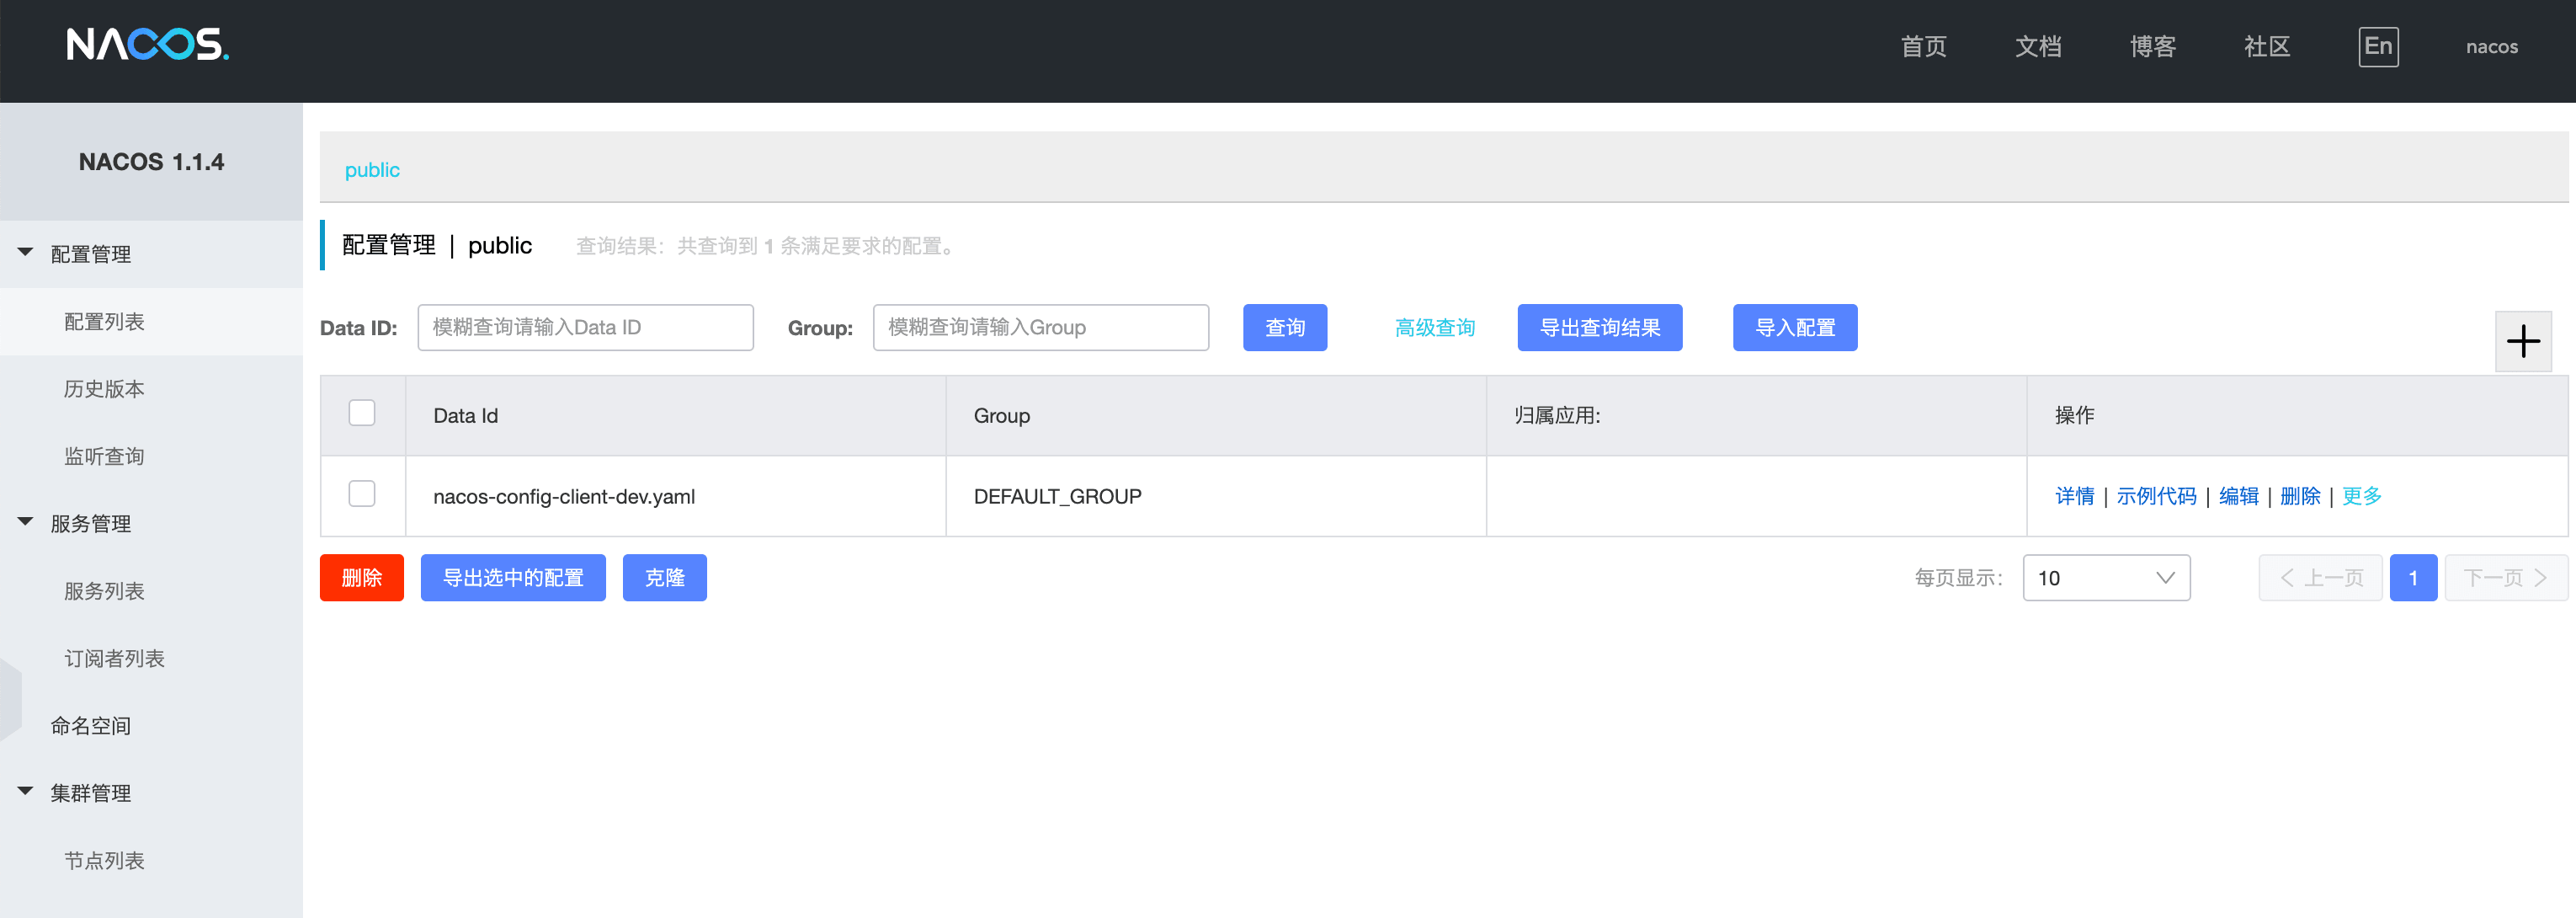 NACOS.
首页 文档 博客 社区 En nacos
NACOS 1.1.4
配置管理
配置列表
历史版本
监听查询
服务管理
服务列表
订阅者列表
命名空间
集群管理
节点列表
public
配置管理 | public 查询结果：共查询到 1 条满足要求的配置。
Data ID: 模糊查询请输入Data ID Group: 模糊查询请输入Group 查询 高级查询 导出查询结果 导入配置
Data Id Group 归属应用: 操作
nacos-config-client-dev.yaml DEFAULT_GROUP 详情 | 示例代码 | 编辑 | 删除 | 更多
删除 导出选中的配置 克隆 每页显示： 10 上一页 1 下一页